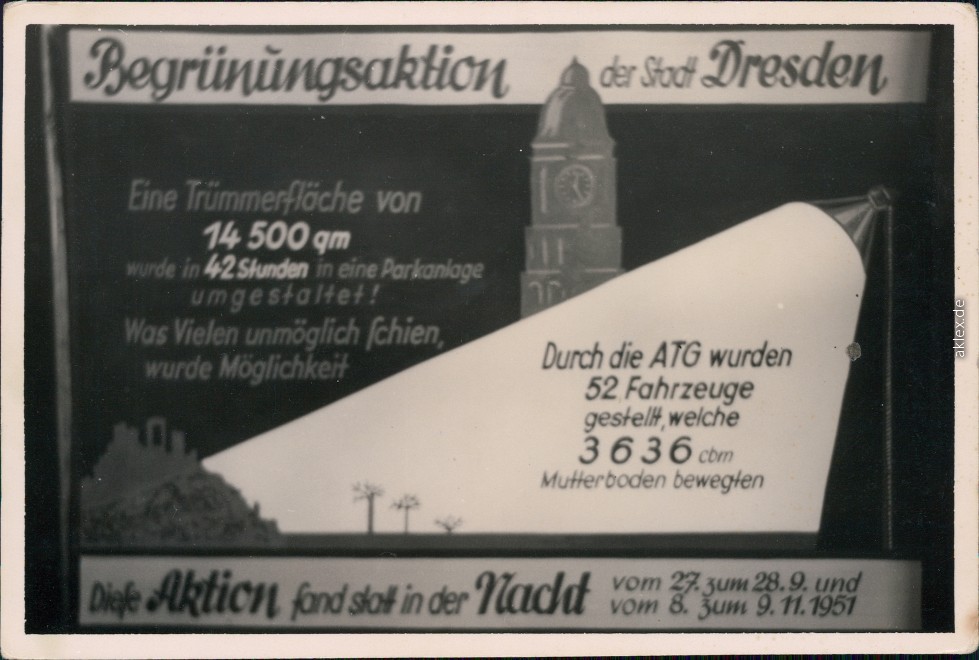 Begrünŭngsaktion der Stadt Dresden
Eine Trümmerfläche von
14 500 qm
wurde in 42 Stunden in eine Parkanlage
umgestaltet!
Was Vielen unmöglich ſchien,
wurde Möglichkeit
Durch die ATG wurden
52 Fahrzeuge
gestellt, welche
3636 cbm
Mutterboden bewegten
Dieſe Aktion fand statt in der Nacht vom 27. zum 28. 9. und
vom 8. zum 9. 11. 1951
aklex.de